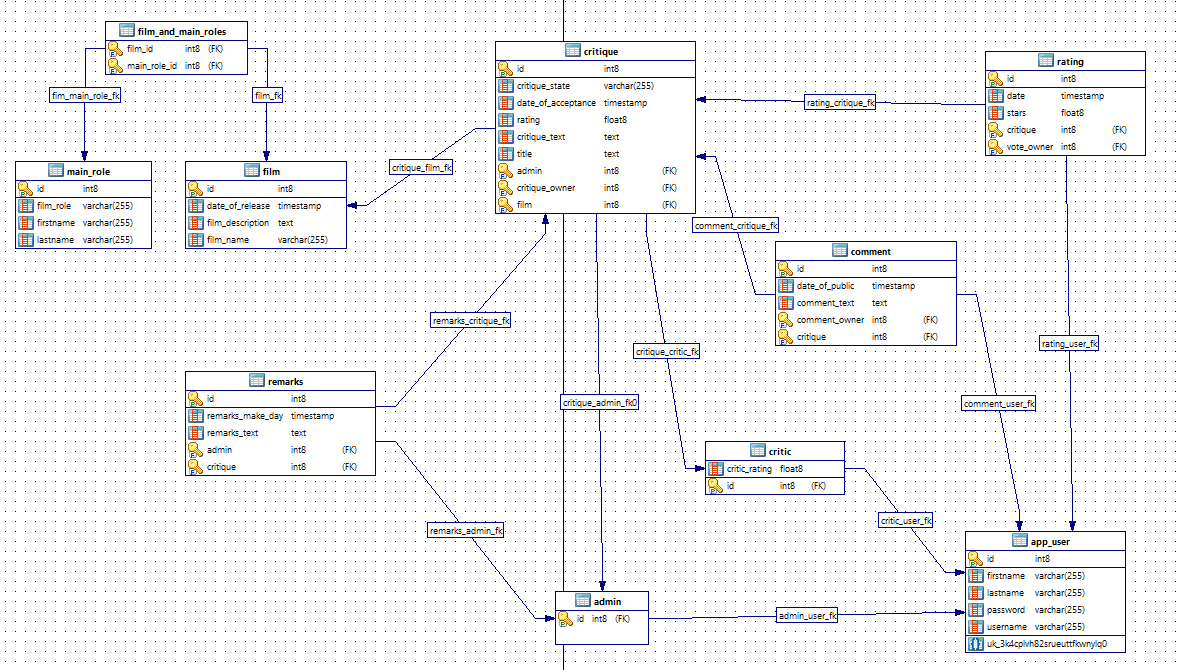 film_and_main_roles
film_id int8 (FK)
main_role_id int8 (FK)
fim_main_role_fk
film_fk
main_role
id int8
film_role varchar(255)
firstname varchar(255)
lastname varchar(255)
film
id int8
date_of_release timestamp
film_description text
film_name varchar(255)
critique_film_fk
critique
id int8
critique_state varchar(255)
date_of_acceptance timestamp
rating float8
critique_text text
title text
admin int8 (FK)
critique_owner int8 (FK)
film int8 (FK)
rating_critique_fk
rating
id int8
date timestamp
stars float8
critique int8 (FK)
vote_owner int8 (FK)
comment_critique_fk
comment
id int8
date_of_public timestamp
comment_text text
comment_owner int8 (FK)
critique int8 (FK)
remarks_critique_fk
critique_critic_fk
rating_user_fk
remarks
id int8
remarks_make_day timestamp
remarks_text text
admin int8 (FK)
critique int8 (FK)
critique_admin_fk0
comment_user_fk
critic
critic_rating float8
id int8 (FK)
remarks_admin_fk
critic_user_fk
admin
id int8 (FK)
admin_user_fk
app_user
id int8
firstname varchar(255)
lastname varchar(255)
password varchar(255)
username varchar(255)
uk_3k4cplvh82srueuttfkwnylq0